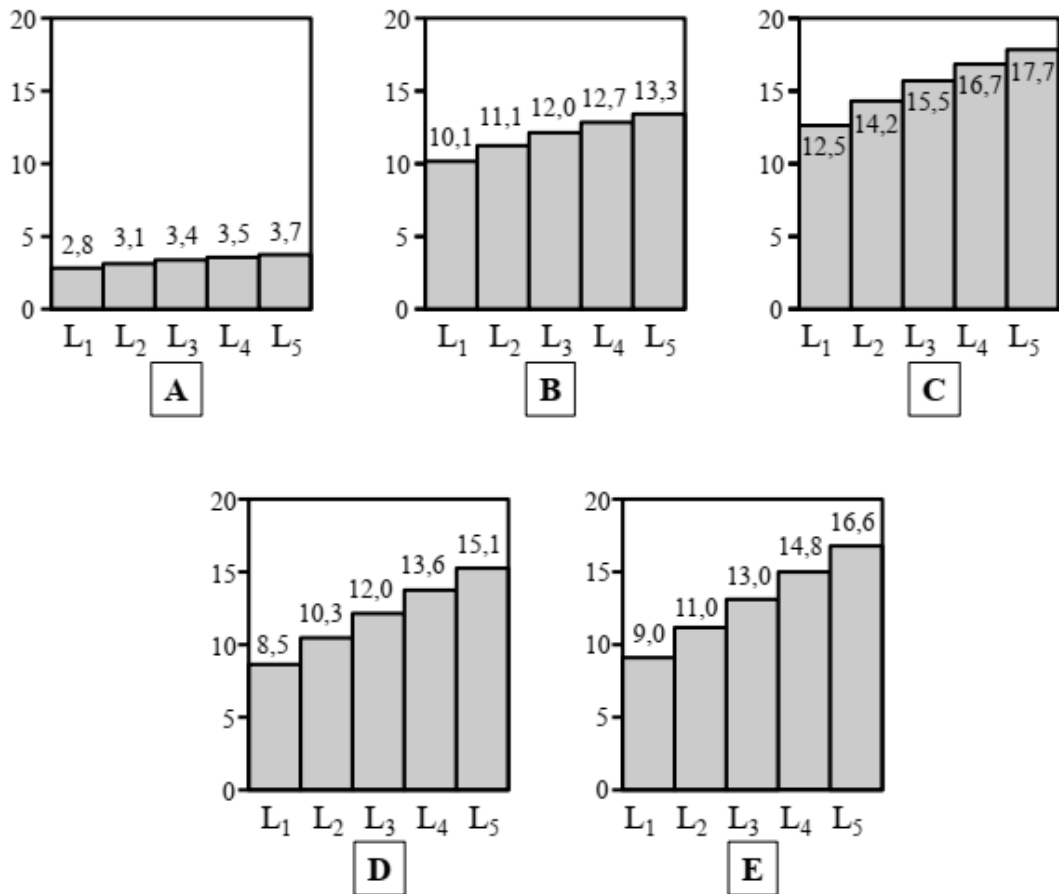 20 20 20
17,7
16,7
15 15 15 15,5
13,3 14,2
12,0 12,7
11,1 12,5
10,1
10 10 10
5 5 5
2,8 3,1 3,4 3,5 3,7
0 0 0
L₁ L₂ L₃ L₄ L₅ L₁ L₂ L₃ L₄ L₅ L₁ L₂ L₃ L₄ L₅
A B C
20 20
16,6
15,1 14,8
15 15
13,6 13,0
12,0
10,3 11,0
10 10
8,5 9,0
5 5
0 0
L₁ L₂ L₃ L₄ L₅ L₁ L₂ L₃ L₄ L₅
D E